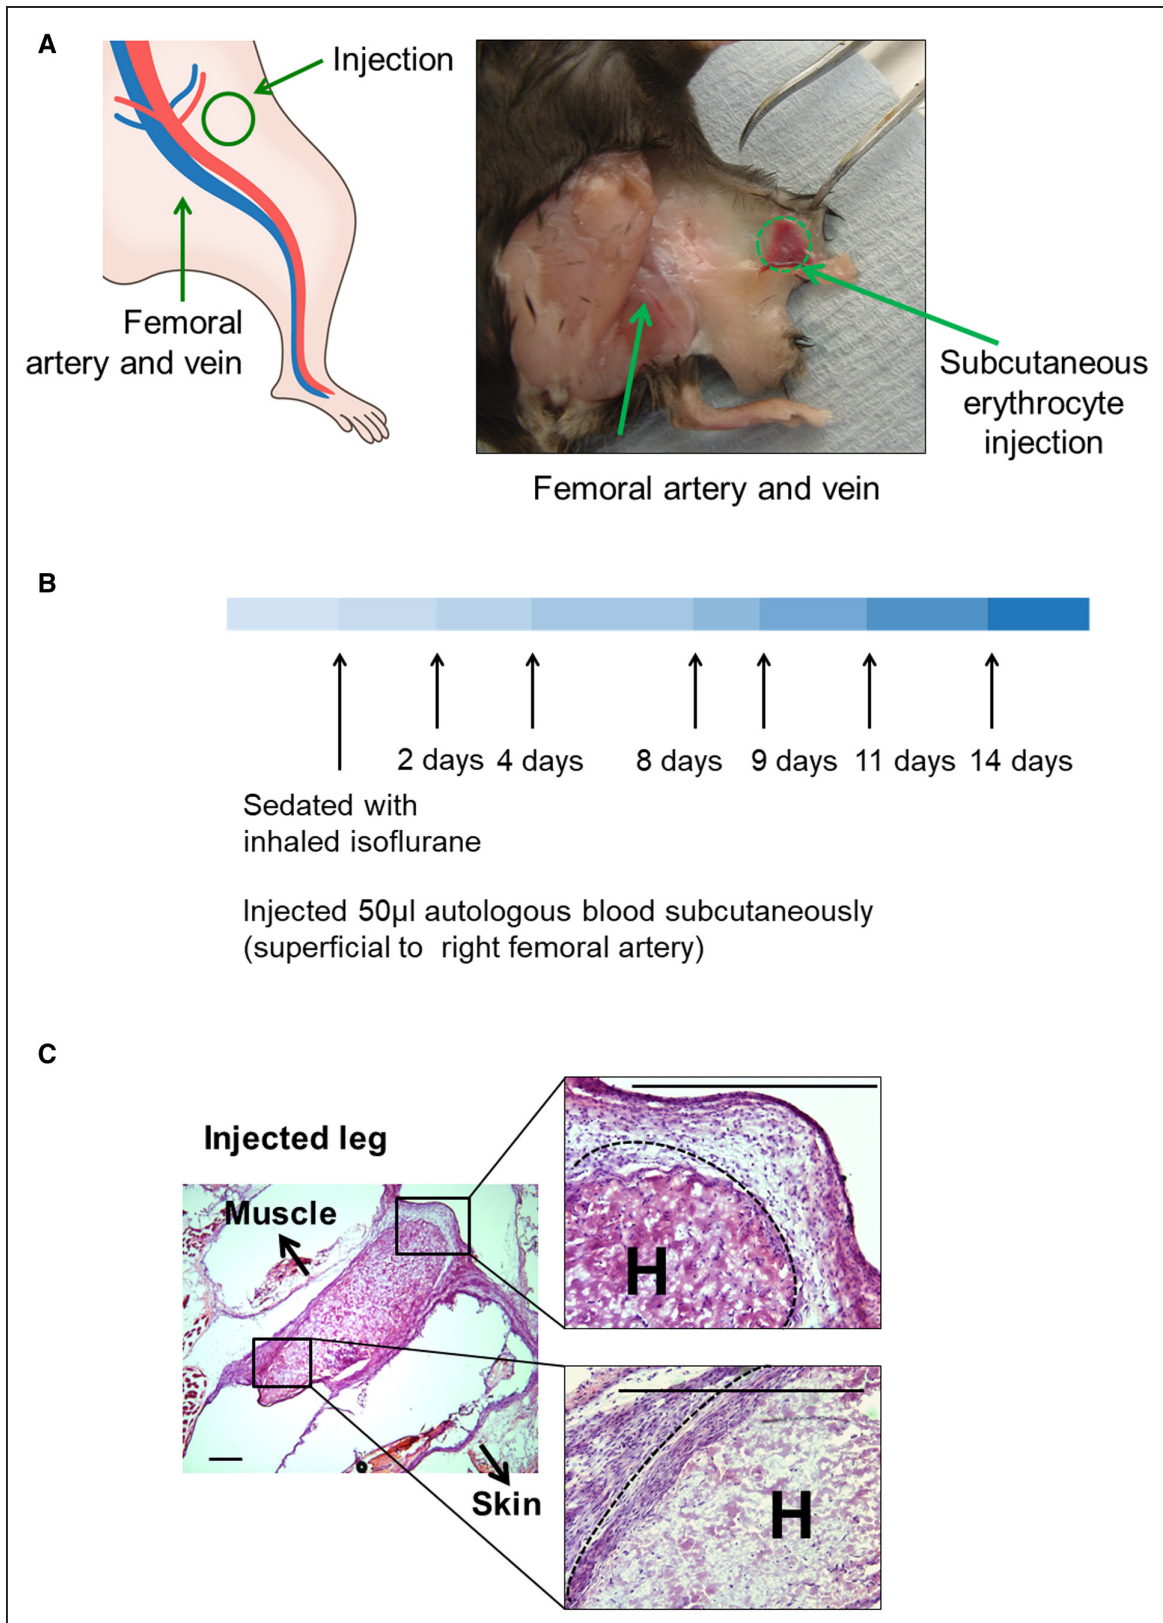 A
Injection
Femoral
artery and vein
Subcutaneous
erythrocyte
injection
Femoral artery and vein
B
2 days 4 days 8 days 9 days 11 days 14 days
Sedated with
inhaled isoflurane
Injected 50µl autologous blood subcutaneously
(superficial to right femoral artery)
C
Injected leg
Muscle
H
Skin
H